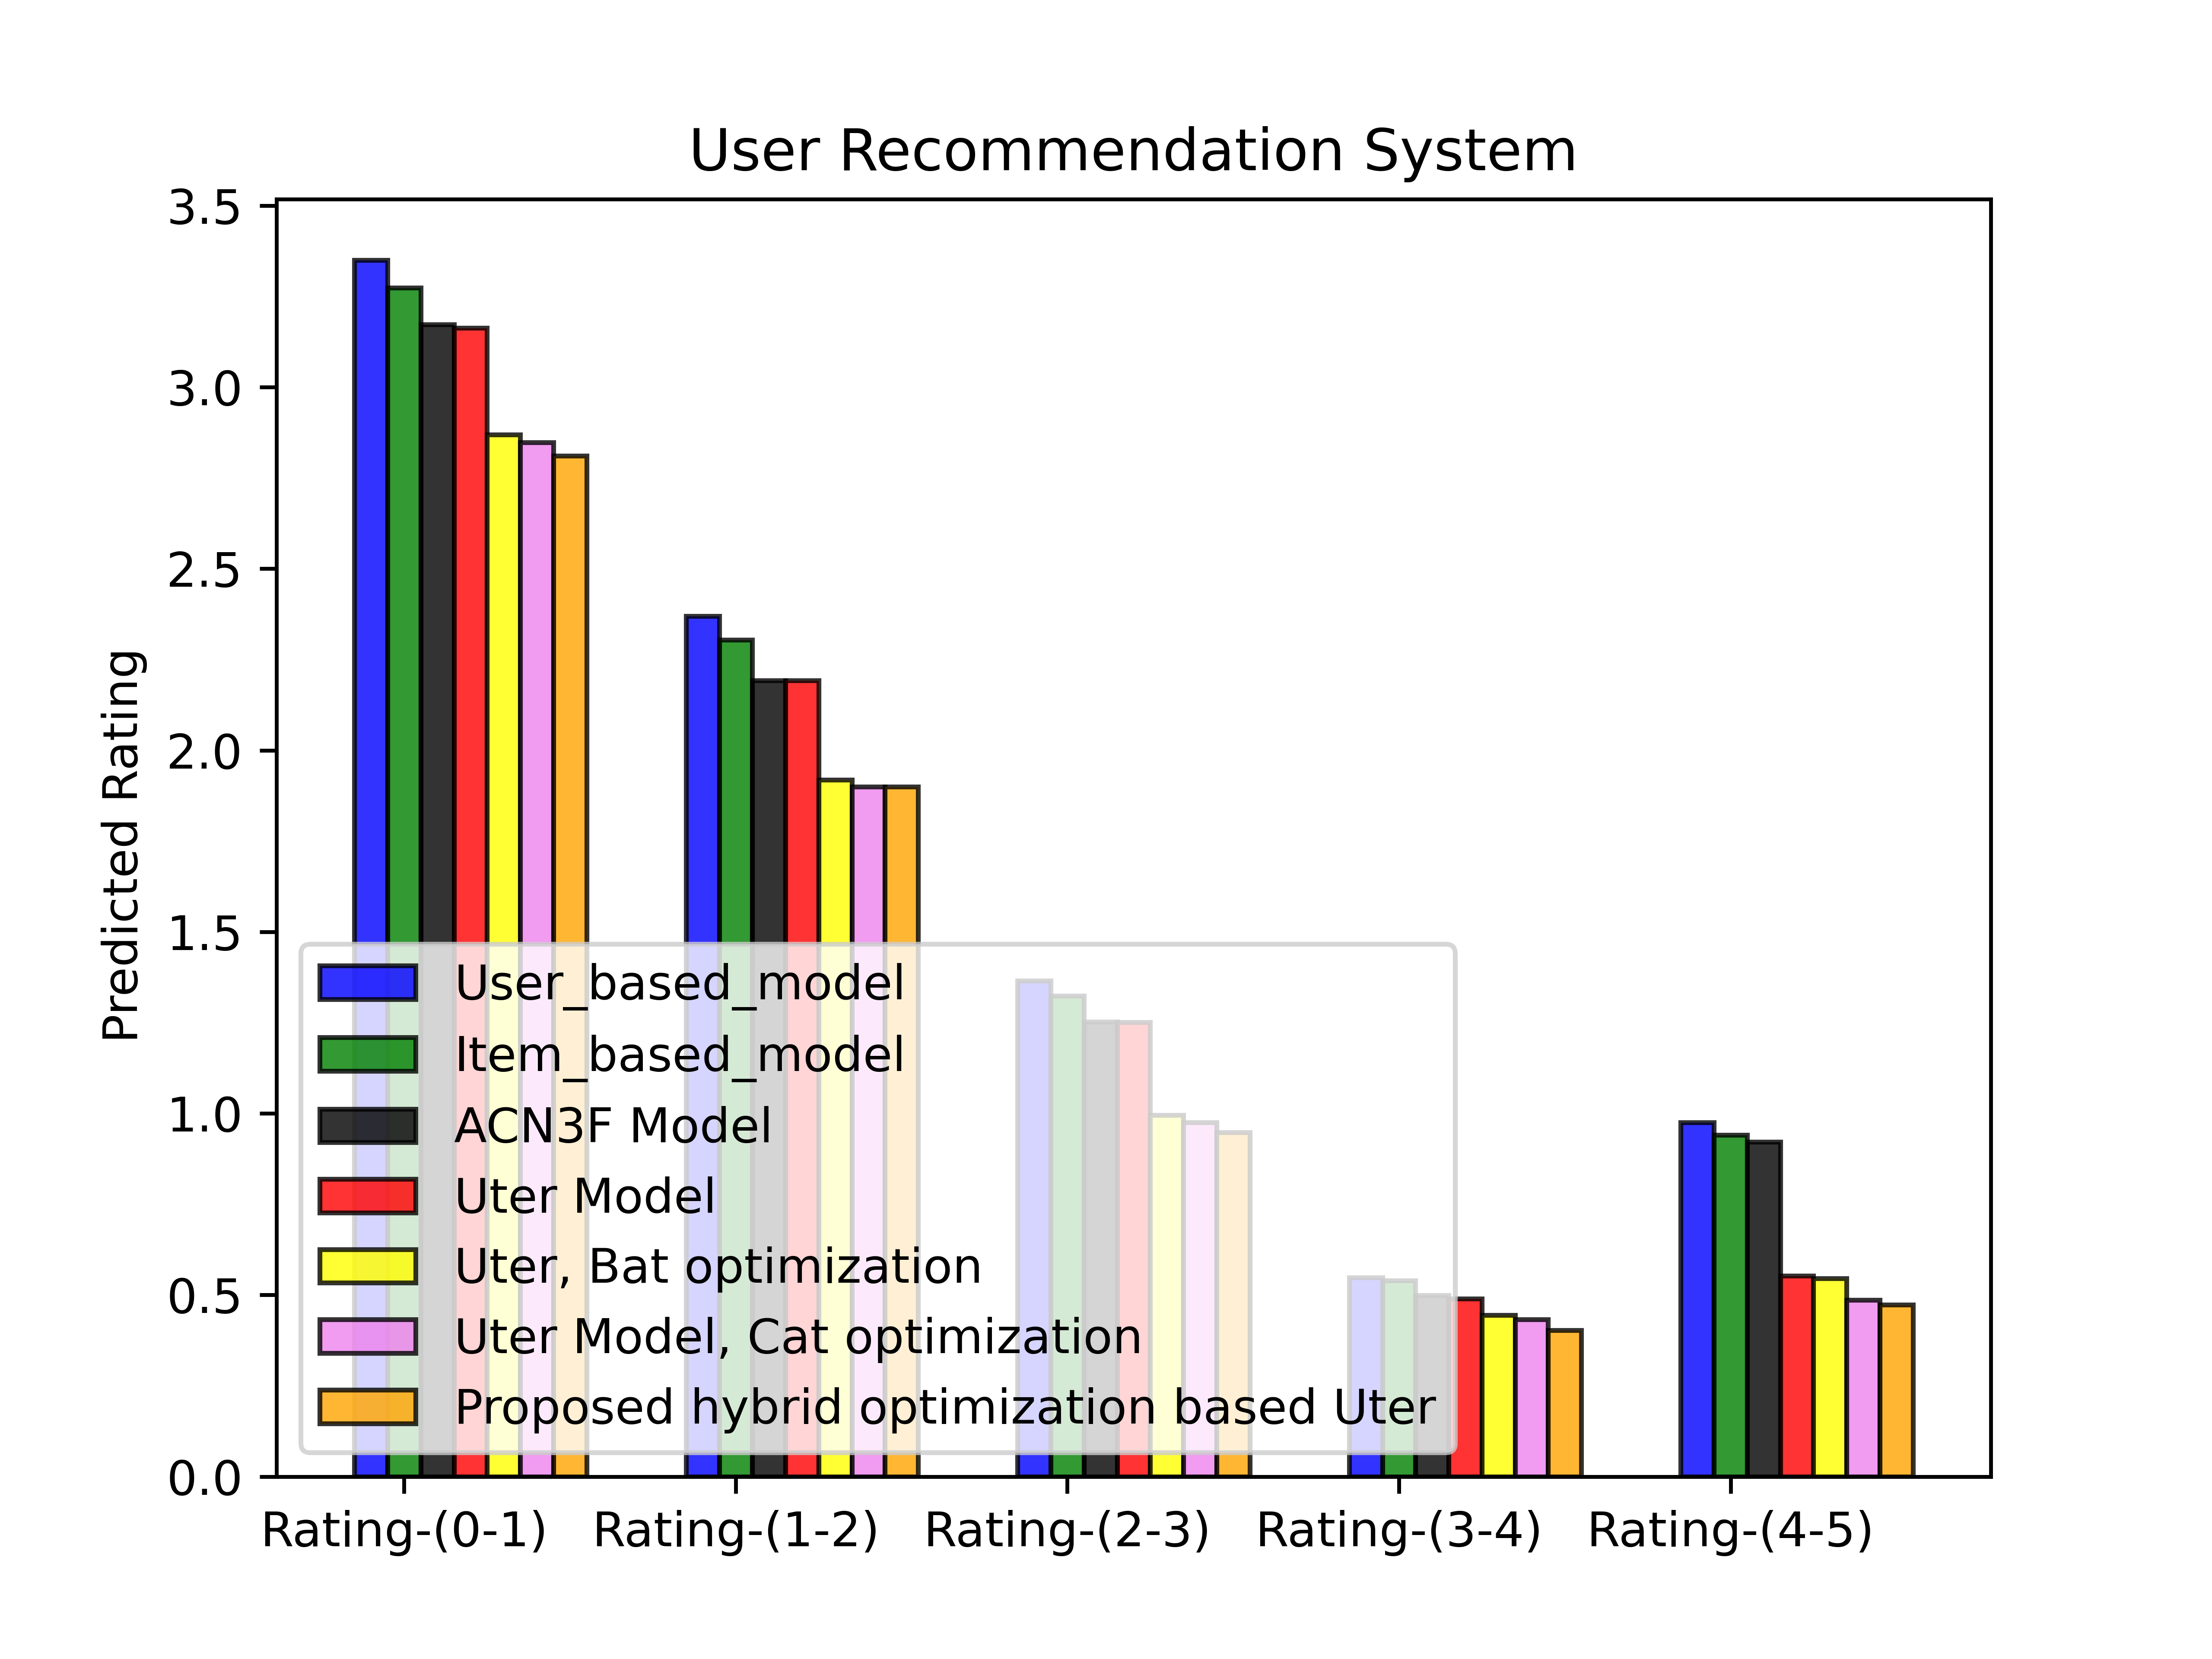 User Recommendation System
3.5
3.0
2.5
2.0
1.5
1.0
0.5
0.0
Predicted Rating
User_based_model
Item_based_model
ACN3F Model
Uter Model
Uter, Bat optimization
Uter Model, Cat optimization
Proposed hybrid optimization based Uter
Rating-(0-1) Rating-(1-2) Rating-(2-3) Rating-(3-4) Rating-(4-5)